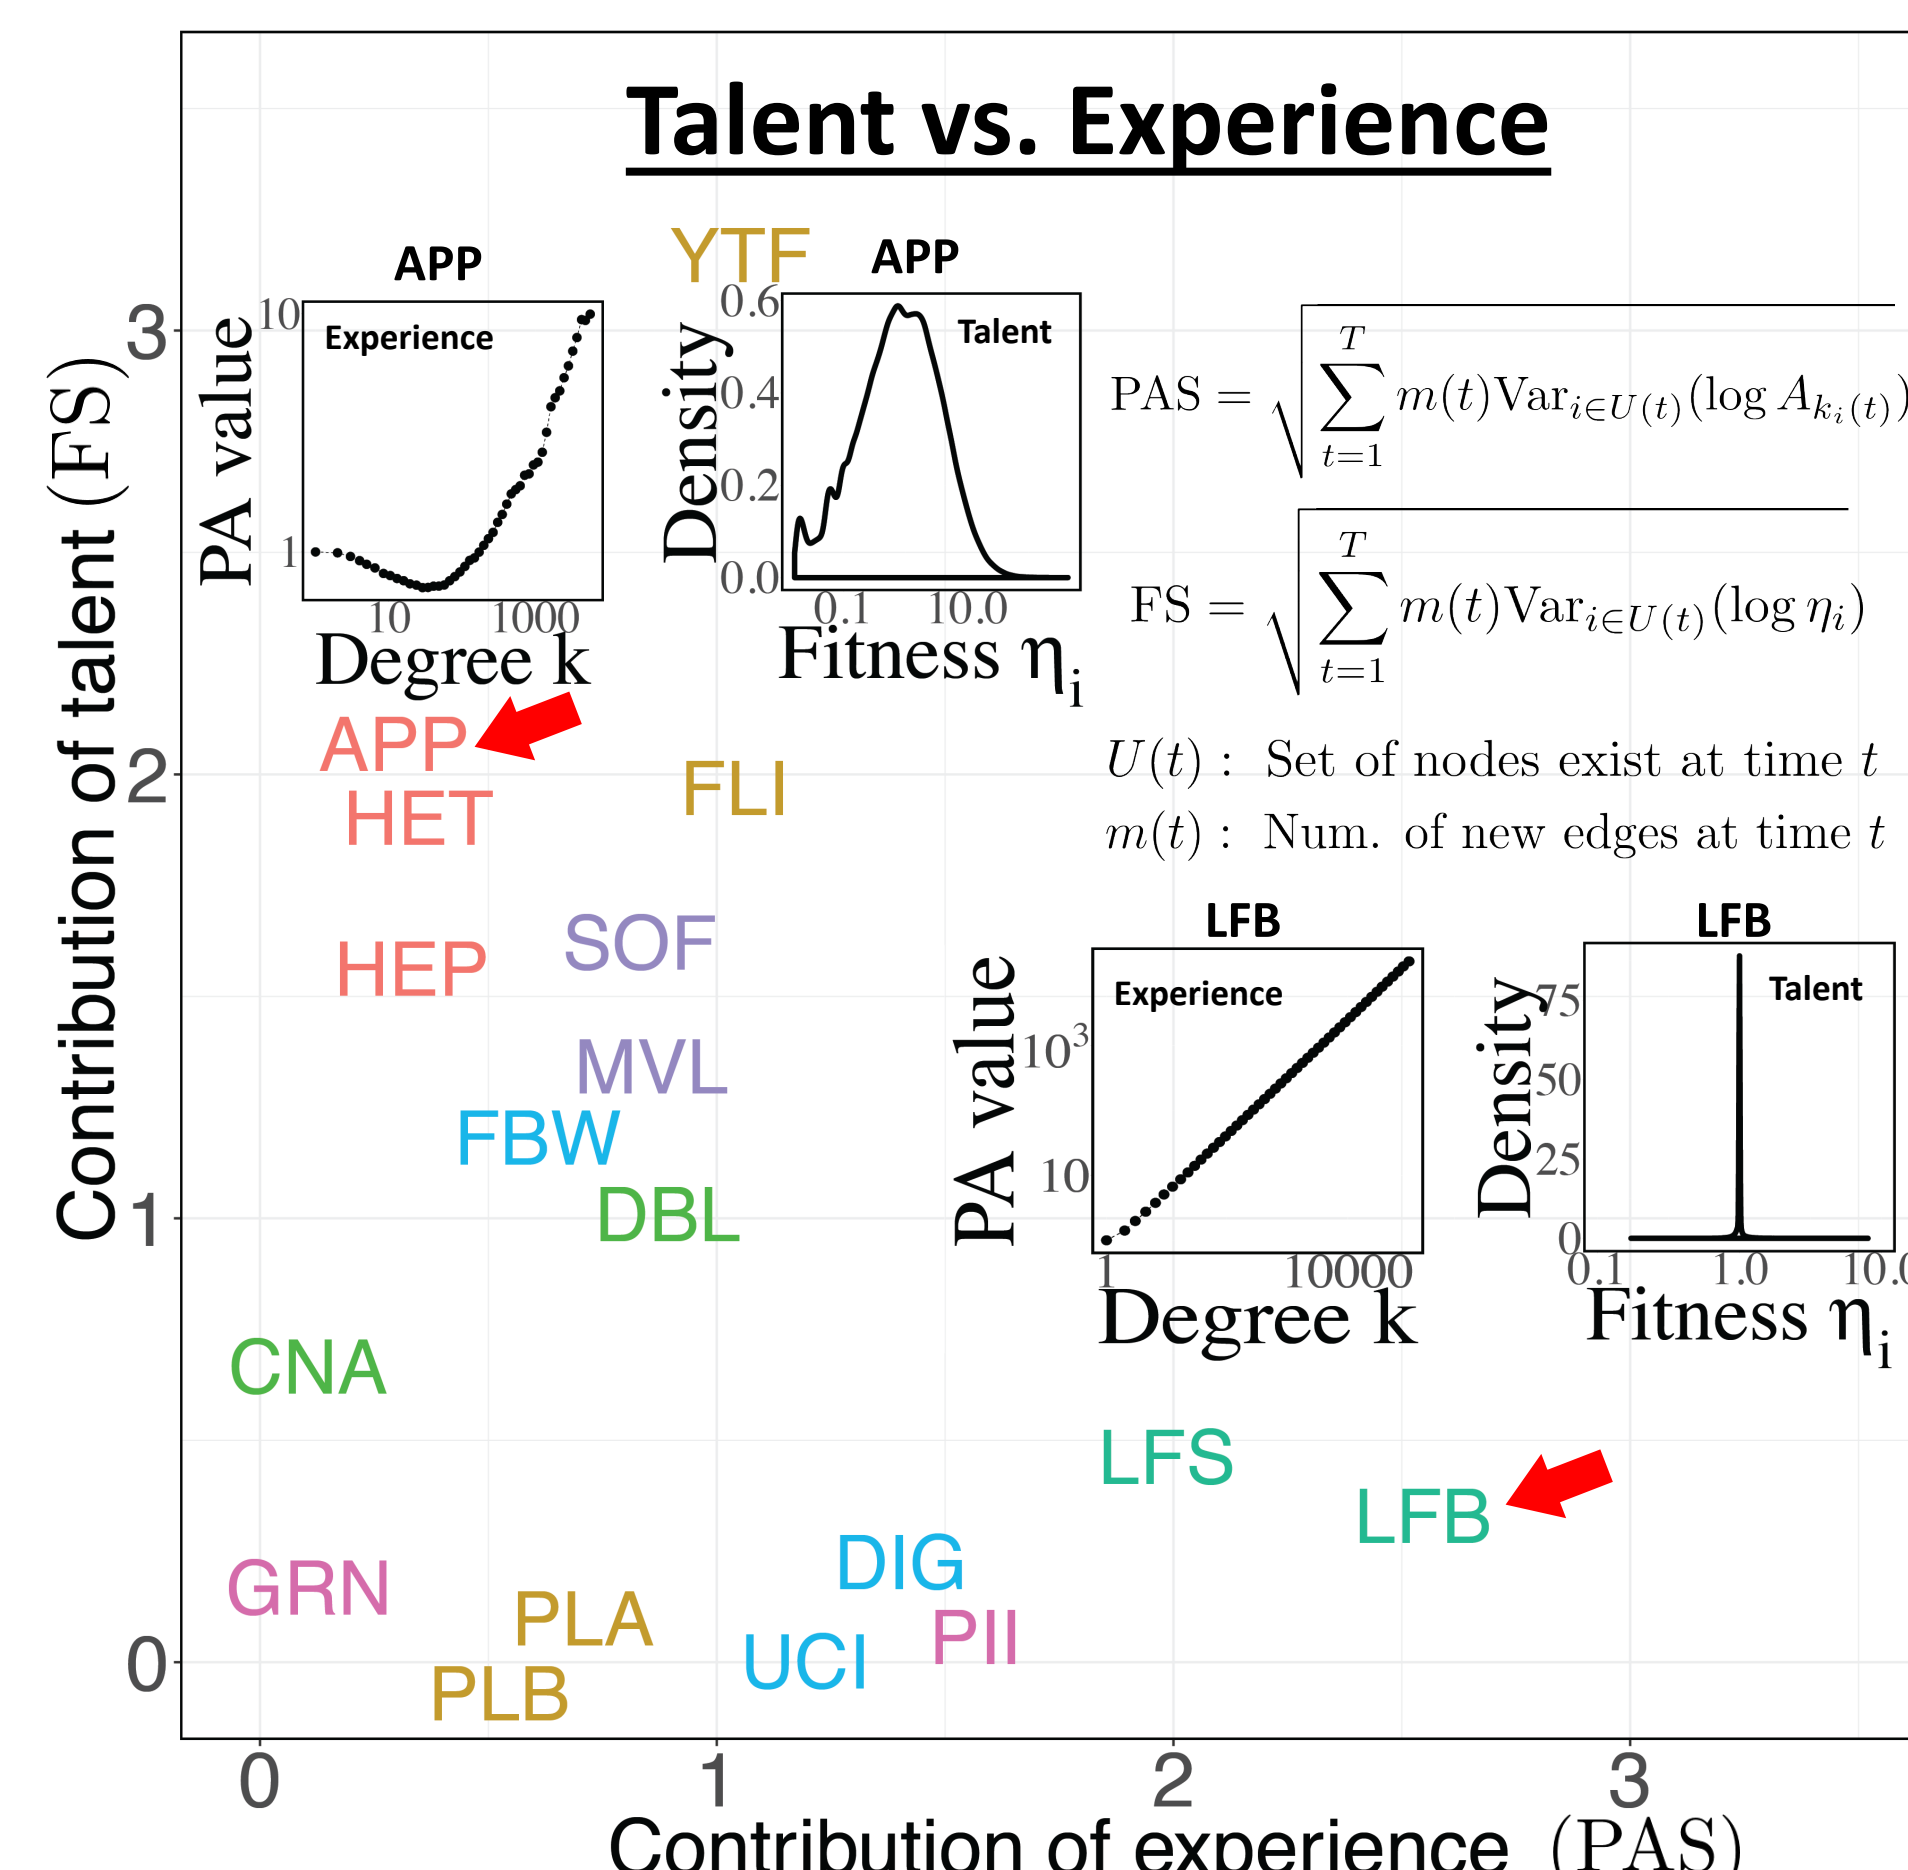 Talent vs. Experience
YTF
APP
APP
3
PA value
10
1
Experience
10
1000
Degree k
Density
0.6
0.4
0.2
0.0
Talent
0.1
10.0
Fitness ηi
PAS = √∑ᵀₜ₌₁ m(t)Var_{i∈U(t)}(log A_{k_i(t)})
FS = √∑ᵀₜ₌₁ m(t)Var_{i∈U(t)}(log η_i)
U(t) : Set of nodes exist at time t
m(t) : Num. of new edges at time t
Contribution of talent (FS)
APP
2
FLI
HET
SOF
HEP
MVL
FBW
1
DBL
LFB
PA value
10³
10
Experience
1
10000
Degree k
LFB
Density
75
50
25
0
Talent
0.1
1.0
10.0
Fitness ηi
CNA
LFS
LFB
DIG
GRN
PLA
PII
UCI
0
PLB
0
1
2
3
Contribution of experience (PAS)